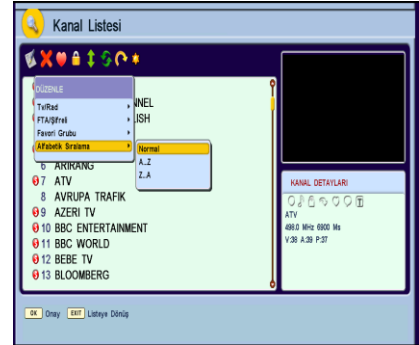 Kanal Listesi
DÜZENLE
Tv/Rad
FTA/Şifreli
Favori Grubu
Alfabetik Sıralama
NNEL
ISH
Normal
A..Z
Z..A
6 ARIRANG
7 ATV
8 AVRUPA TRAFIK
9 AZERI TV
10 BBC ENTERTAINMENT
11 BBC WORLD
12 BEBE TV
13 BLOOMBERG
KANAL DETAYLARI
ATV
498.0 MHz 6900 Ms
V:38 A:39 P:37
OK Onay EXIT Listeye Dönüş